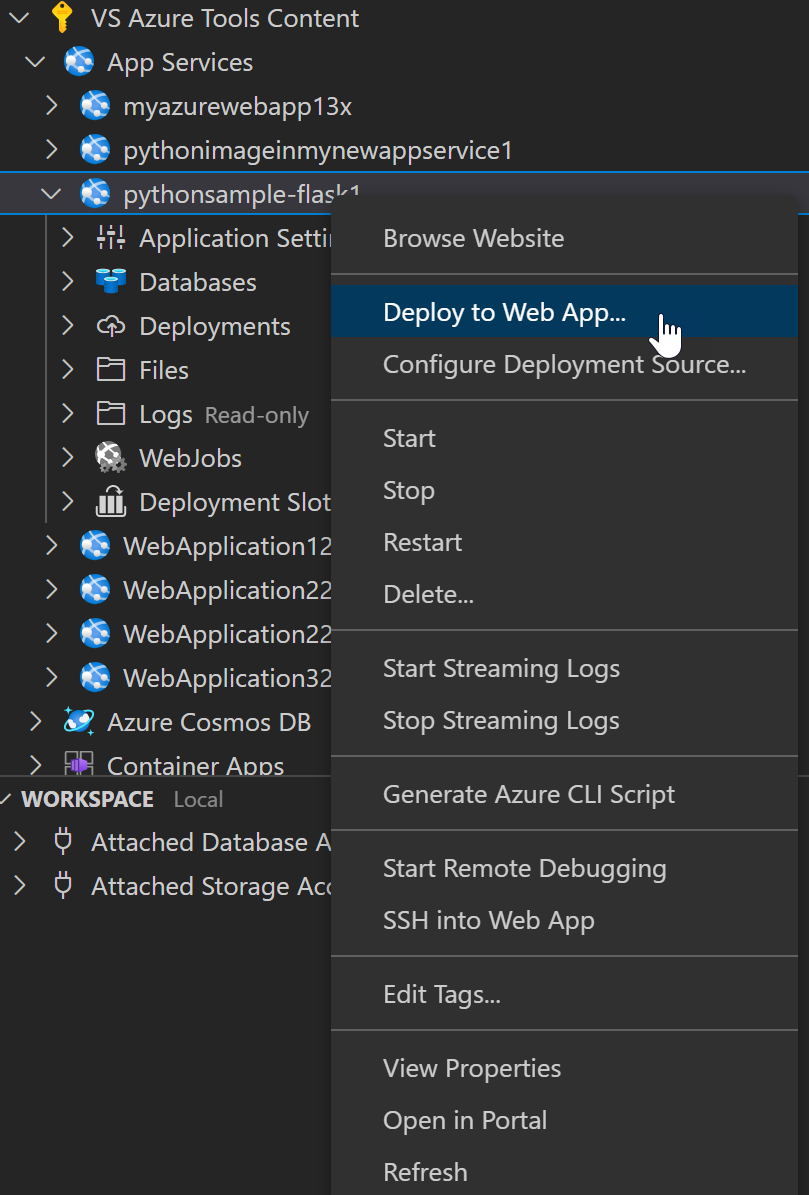 VS Azure Tools Content
App Services
myazurewebapp13x
pythonimageinmynewappservice1
pythonsample-flask1
Application Setti
Databases
Deployments
Files
Logs Read-only
WebJobs
Deployment Slot
WebApplication12
WebApplication22
WebApplication22
WebApplication32
Azure Cosmos DB
Container Apps
WORKSPACE Local
Attached Database A
Attached Storage Acc
Browse Website
Deploy to Web App...
Configure Deployment Source...
Start
Stop
Restart
Delete...
Start Streaming Logs
Stop Streaming Logs
Generate Azure CLI Script
Start Remote Debugging
SSH into Web App
Edit Tags...
View Properties
Open in Portal
Refresh